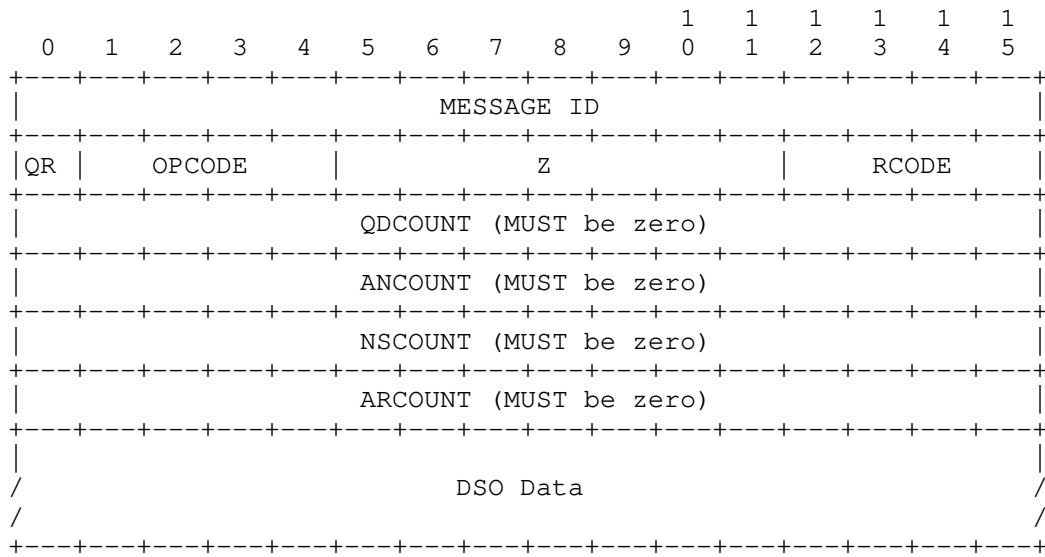 1   1   1   1   1   1
 0   1   2   3   4   5   6   7   8   9   0   1   2   3   4   5
+---+---+---+---+---+---+---+---+---+---+---+---+---+---+---+---+
|                          MESSAGE ID                           |
+---+---+---+---+---+---+---+---+---+---+---+---+---+---+---+---+
|QR |    OPCODE     |            Z              |     RCODE     |
+---+---+---+---+---+---+---+---+---+---+---+---+---+---+---+---+
|                     QDCOUNT (MUST be zero)                    |
+---+---+---+---+---+---+---+---+---+---+---+---+---+---+---+---+
|                     ANCOUNT (MUST be zero)                    |
+---+---+---+---+---+---+---+---+---+---+---+---+---+---+---+---+
|                     NSCOUNT (MUST be zero)                    |
+---+---+---+---+---+---+---+---+---+---+---+---+---+---+---+---+
|                     ARCOUNT (MUST be zero)                    |
+---+---+---+---+---+---+---+---+---+---+---+---+---+---+---+---+
|                                                               |
/                           DSO Data                            /
/                                                               /
+---+---+---+---+---+---+---+---+---+---+---+---+---+---+---+---+